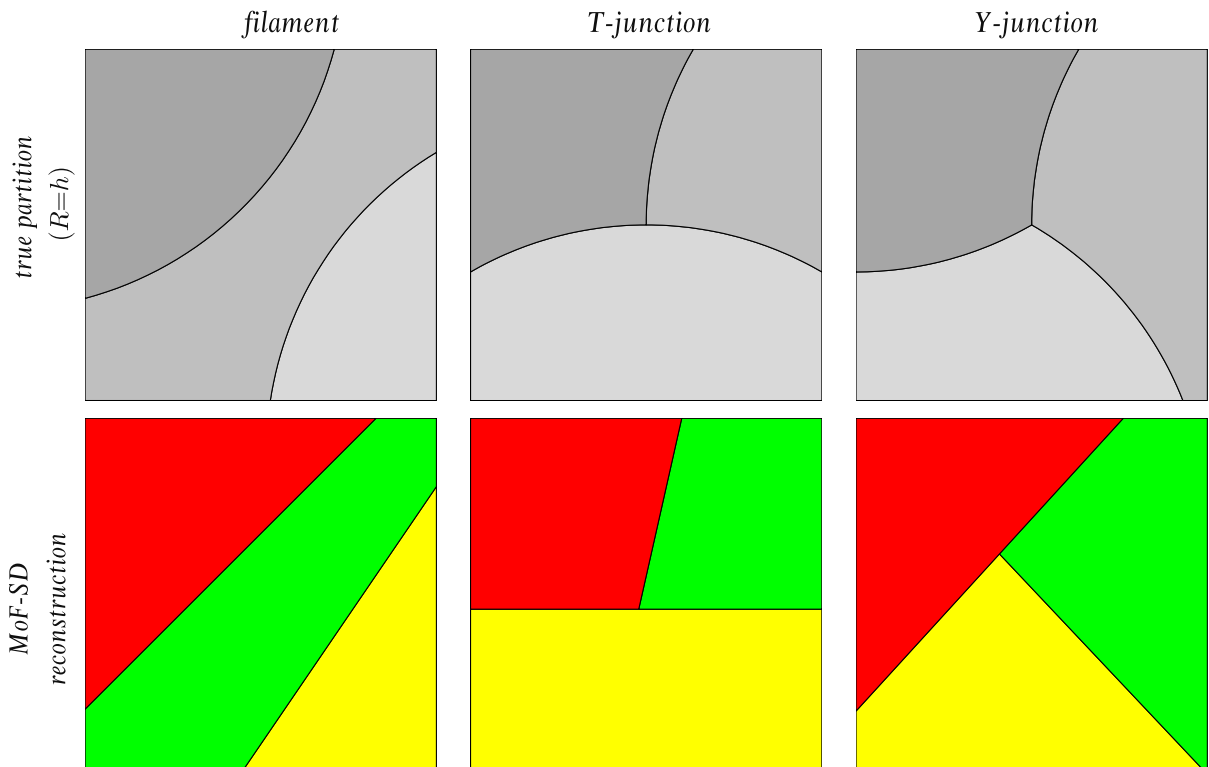 filament
T-junction
Y-junction
true partition
(R=h)
MoF-SD
reconstruction